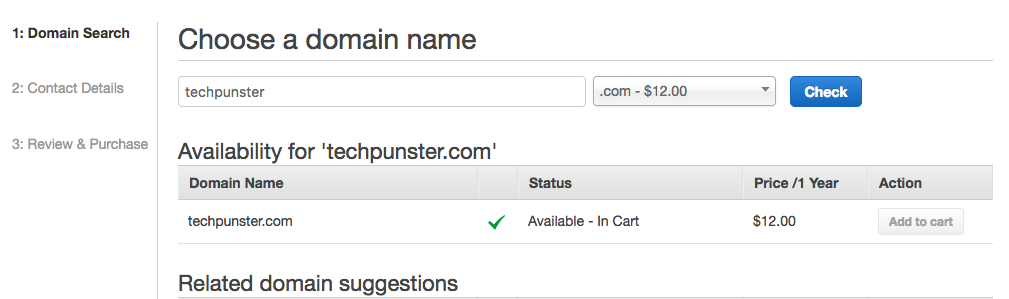 1: Domain Search
2: Contact Details
3: Review & Purchase
Choose a domain name
techpunster
.com - $12.00
Check
Availability for 'techpunster.com'
Domain Name Status Price /1 Year Action
techpunster.com Available - In Cart $12.00 Add to cart
Related domain suggestions